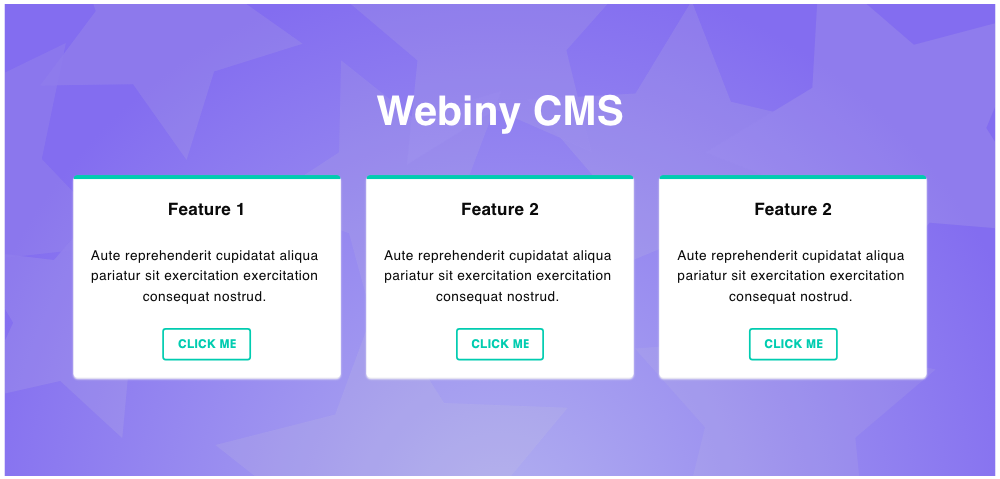 Webiny CMS
Feature 1
Aute reprehenderit cupidatat aliqua
pariatur sit exercitation exercitation
consequat nostrud.
CLICK ME
Feature 2
Aute reprehenderit cupidatat aliqua
pariatur sit exercitation exercitation
consequat nostrud.
CLICK ME
Feature 2
Aute reprehenderit cupidatat aliqua
pariatur sit exercitation exercitation
consequat nostrud.
CLICK ME